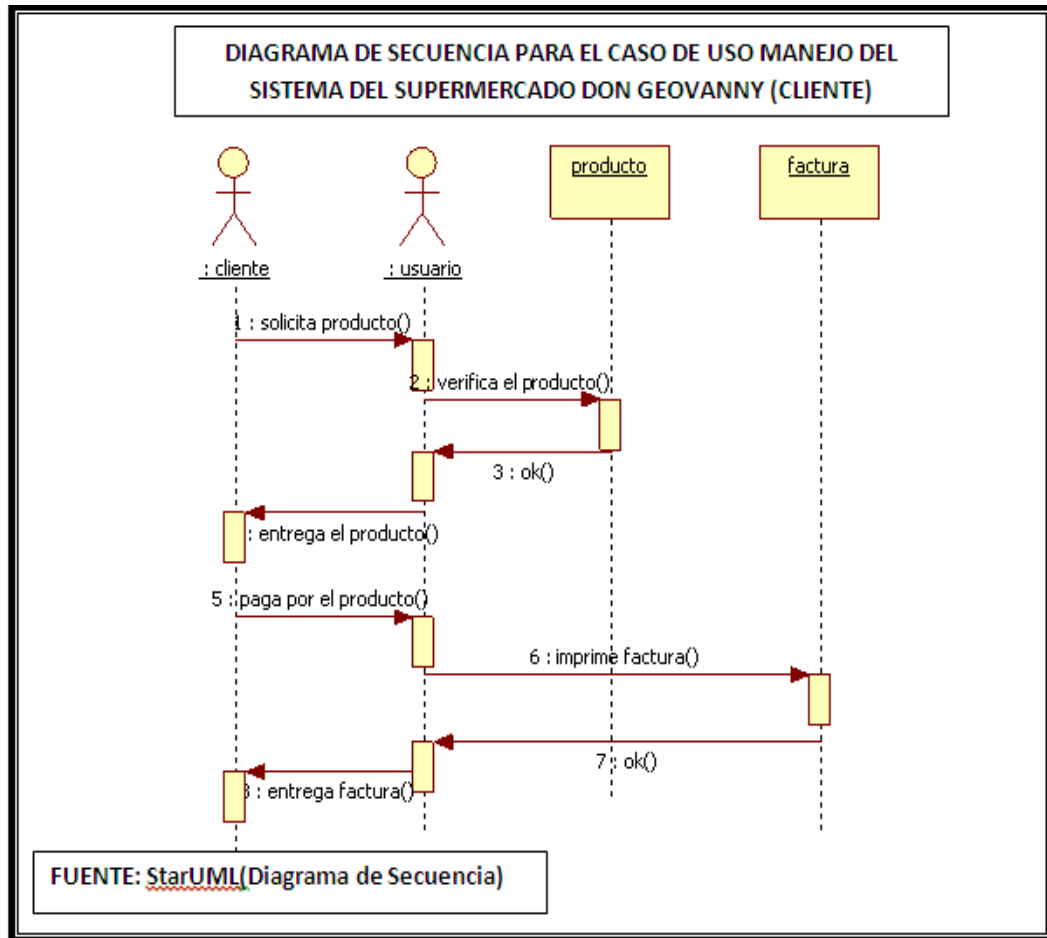 DIAGRAMA DE SECUENCIA PARA EL CASO DE USO MANEJO DEL
SISTEMA DEL SUPERMERCADO DON GEOVANNY (CLIENTE)
producto
factura
: cliente
: usuario
1 : solicita producto()
2 : verifica el producto()
3 : ok()
: entrega el producto()
5 : paga por el producto()
6 : imprime factura()
7 : ok()
8 : entrega factura()
FUENTE: StarUML(Diagrama de Secuencia)